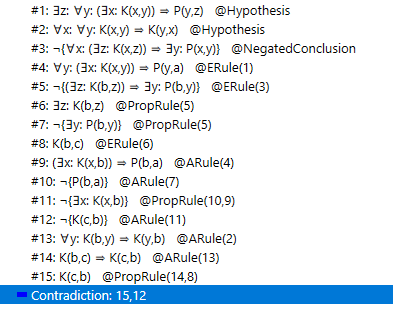 #1: ∃z: ∀y: (∃x: K(x,y)) ⇒ P(y,z) @Hypothesis
#2: ∀x: ∀y: K(x,y) ⇒ K(y,x) @Hypothesis
#3: ¬{∀x: (∃z: K(x,z)) ⇒ ∃y: P(x,y)} @NegatedConclusion
#4: ∀y: (∃x: K(x,y)) ⇒ P(y,a) @ERule(1)
#5: ¬{(∃z: K(b,z)) ⇒ ∃y: P(b,y)} @ERule(3)
#6: ∃z: K(b,z) @PropRule(5)
#7: ¬{∃y: P(b,y)} @PropRule(5)
#8: K(b,c) @ERule(6)
#9: (∃x: K(x,b)) ⇒ P(b,a) @ARule(4)
#10: ¬{P(b,a)} @ARule(7)
#11: ¬{∃x: K(x,b)} @PropRule(10,9)
#12: ¬{K(c,b)} @ARule(11)
#13: ∀y: K(b,y) ⇒ K(y,b) @ARule(2)
#14: K(b,c) ⇒ K(c,b) @ARule(13)
#15: K(c,b) @PropRule(14,8)
Contradiction: 15,12